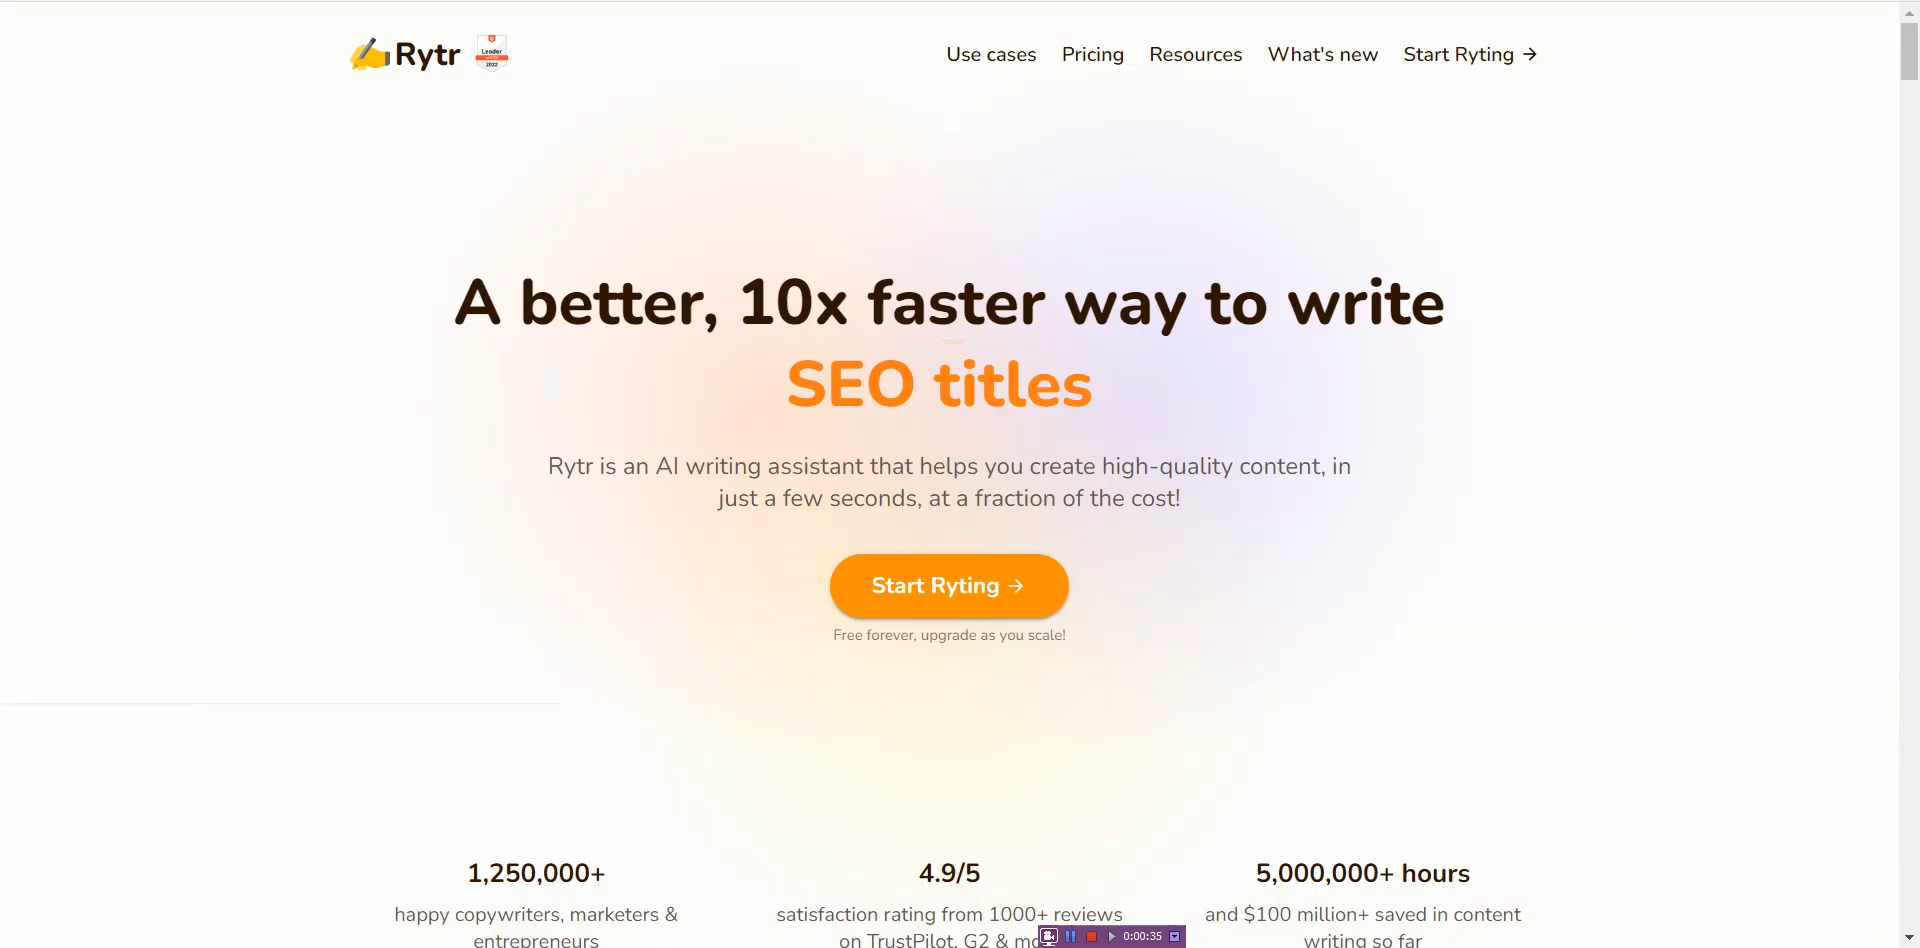 Rytr
Leader
2022
Use cases
Pricing
Resources
What's new
Start Ryting →
A better, 10x faster way to write
SEO titles
Rytr is an AI writing assistant that helps you create high-quality content, in
just a few seconds, at a fraction of the cost!
Start Ryting →
Free forever, upgrade as you scale!
1,250,000+
happy copywriters, marketers &
entrepreneurs
4.9/5
satisfaction rating from 1000+ reviews
on TrustPilot, G2 &
5,000,000+ hours
and $100 million+ saved in content
writing so far
0:00:35